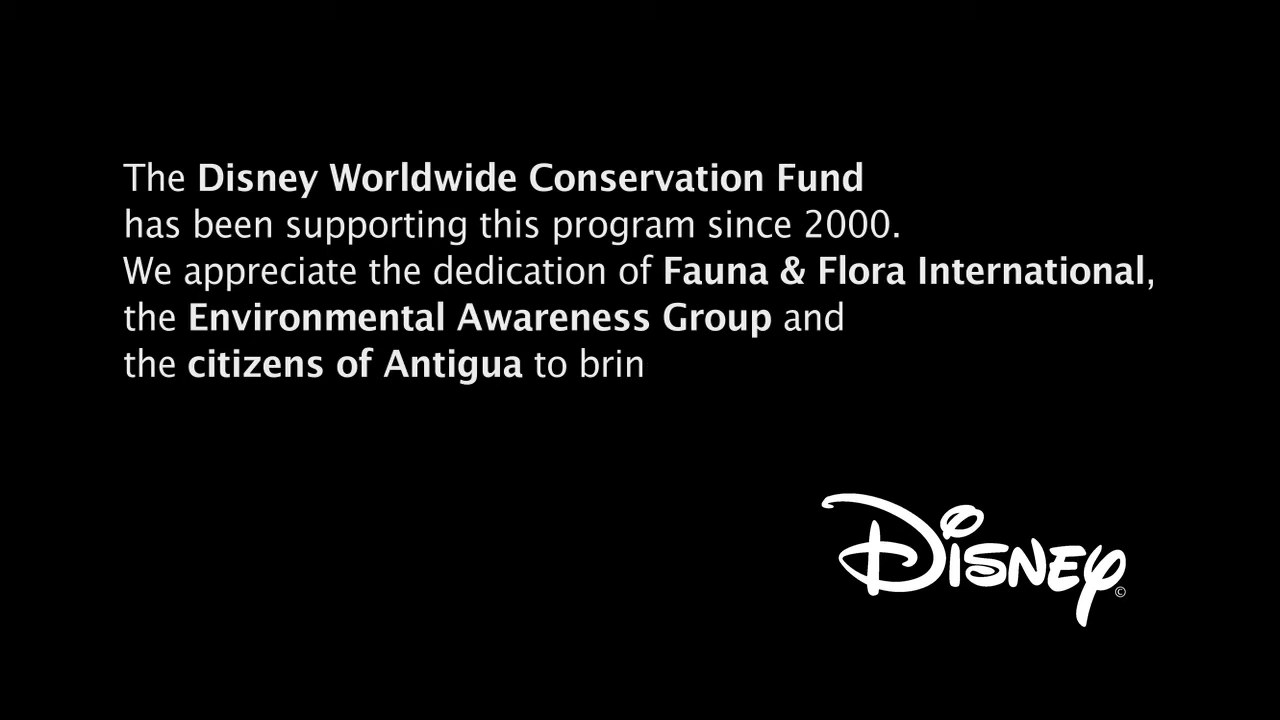 The Disney Worldwide Conservation Fund
has been supporting this program since 2000.
We appreciate the dedication of Fauna & Flora International,
the Environmental Awareness Group and
the citizens of Antigua to brin
Disney
©